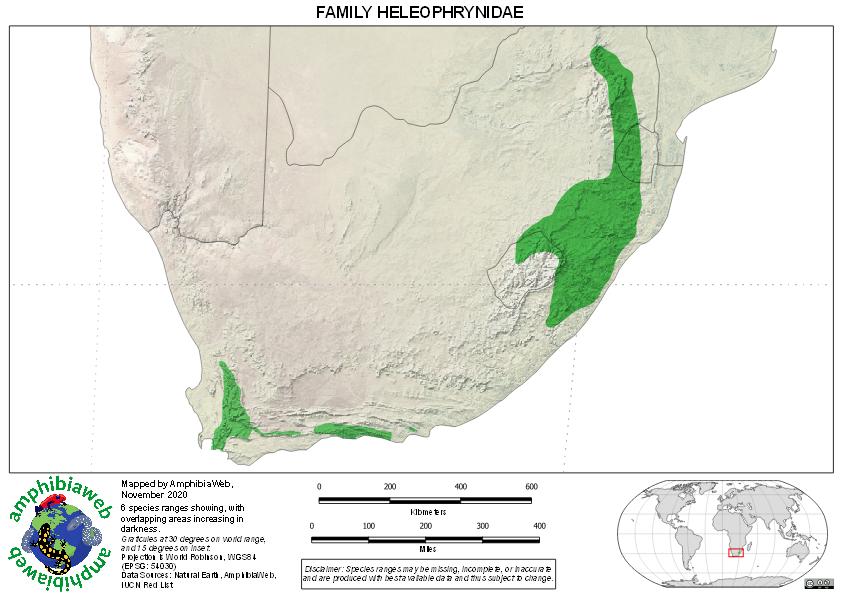 FAMILY HELEOPHRYNIDAE
amphibiaweb
amphibiaweb
Mapped by AmphibiaWeb,
November 2020
6 species ranges showing, with
overlapping areas increasing in
darkness.
Graticules at 30 degrees on world range,
and 15 degrees on inset.
Projection is World Robinson, WGS84
(EPSG: 54030)
Data Sources: Natural Earth, AmphibiaWeb,
IUCN Red List
0 200 400 600
Kilometers
0 100 200 300 400
Miles
Disclaimer: Species ranges may be missing, incomplete, or inaccurate
and are produced with best available data and thus subject to change.